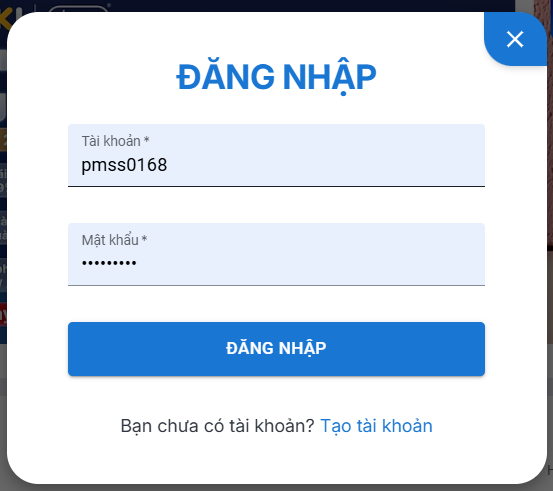 ĐĂNG NHẬP
Tài khoản *
pmss0168
Mật khẩu *
•••••••••
ĐĂNG NHẬP
Bạn chưa có tài khoản? Tạo tài khoản